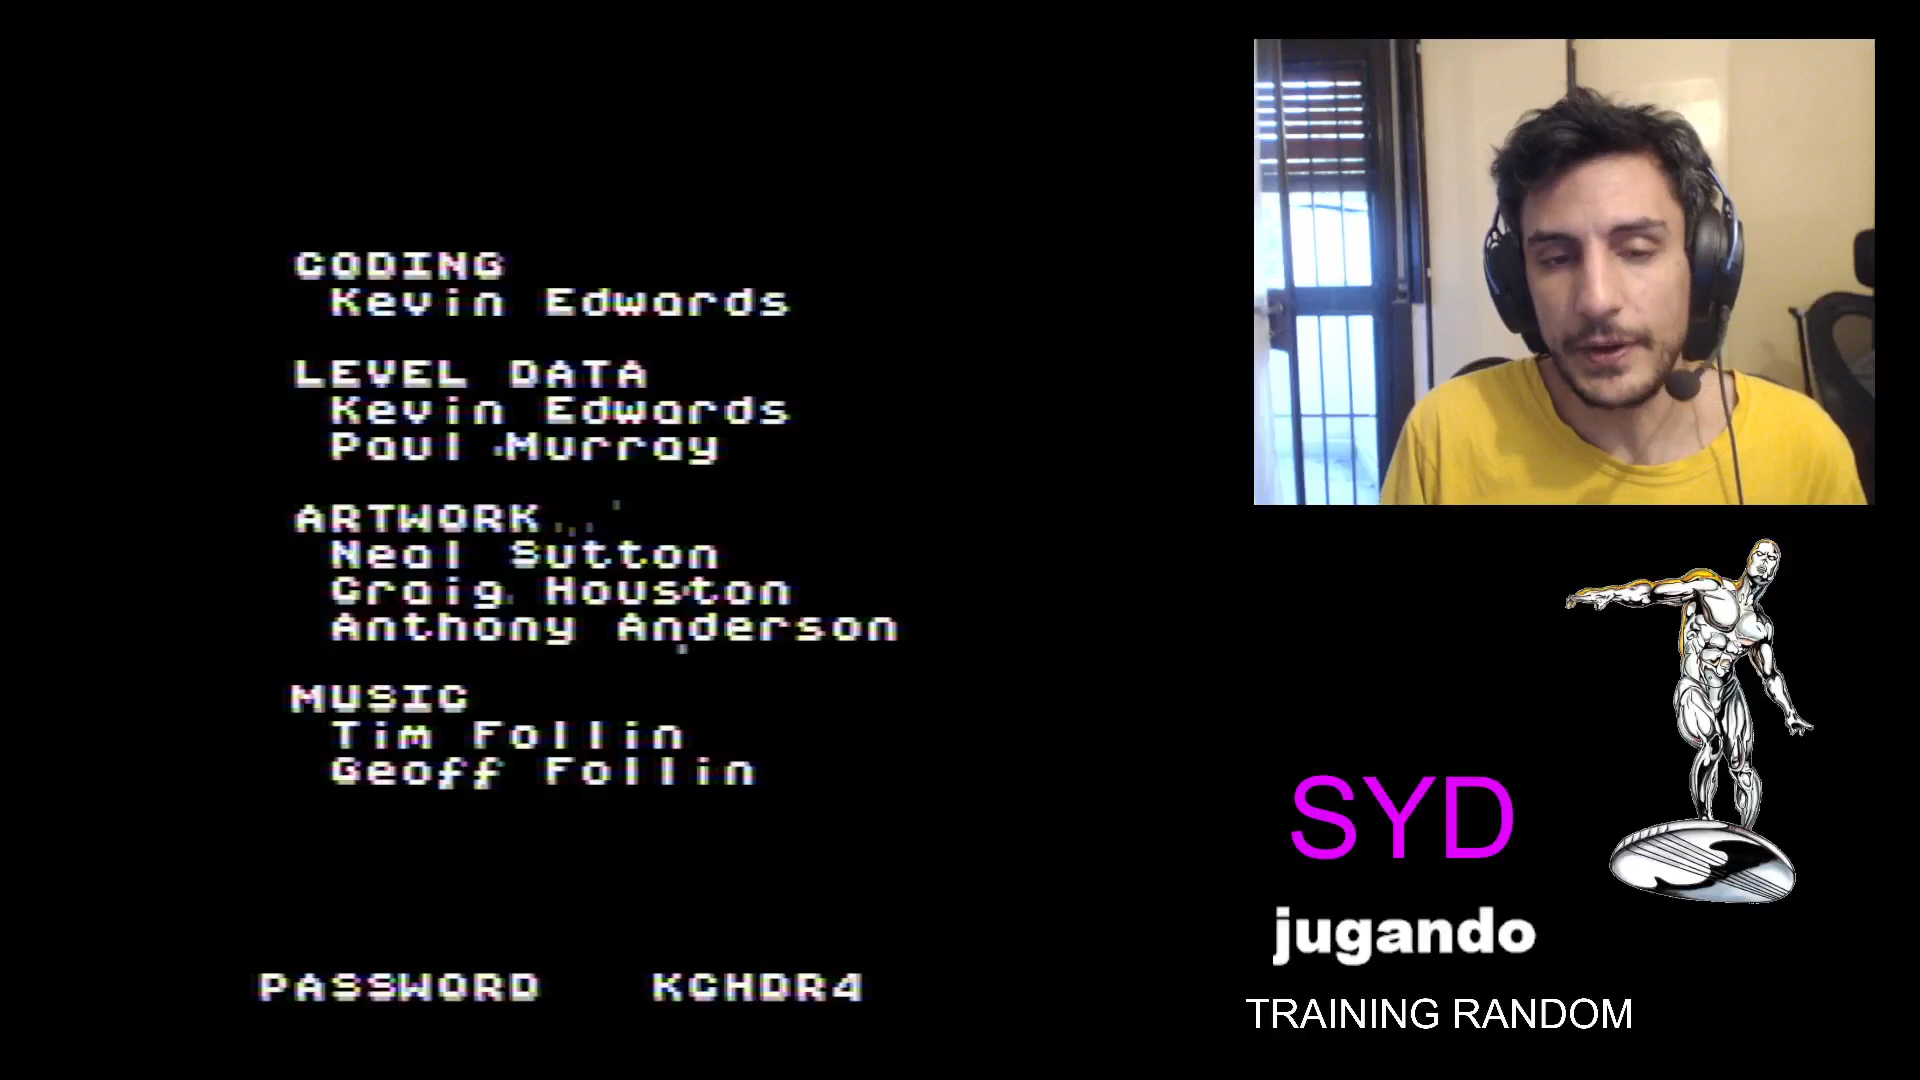 CODING
Kevin Edwards
LEVEL DATA
Kevin Edwards
Paul Murray
ARTWORK
Neal Sutton
Craig Houston
Anthony Anderson
MUSIC
Tim Follin
Geoff Follin
PASSWORD KGHDR4
SYD
jugando
TRAINING RANDOM